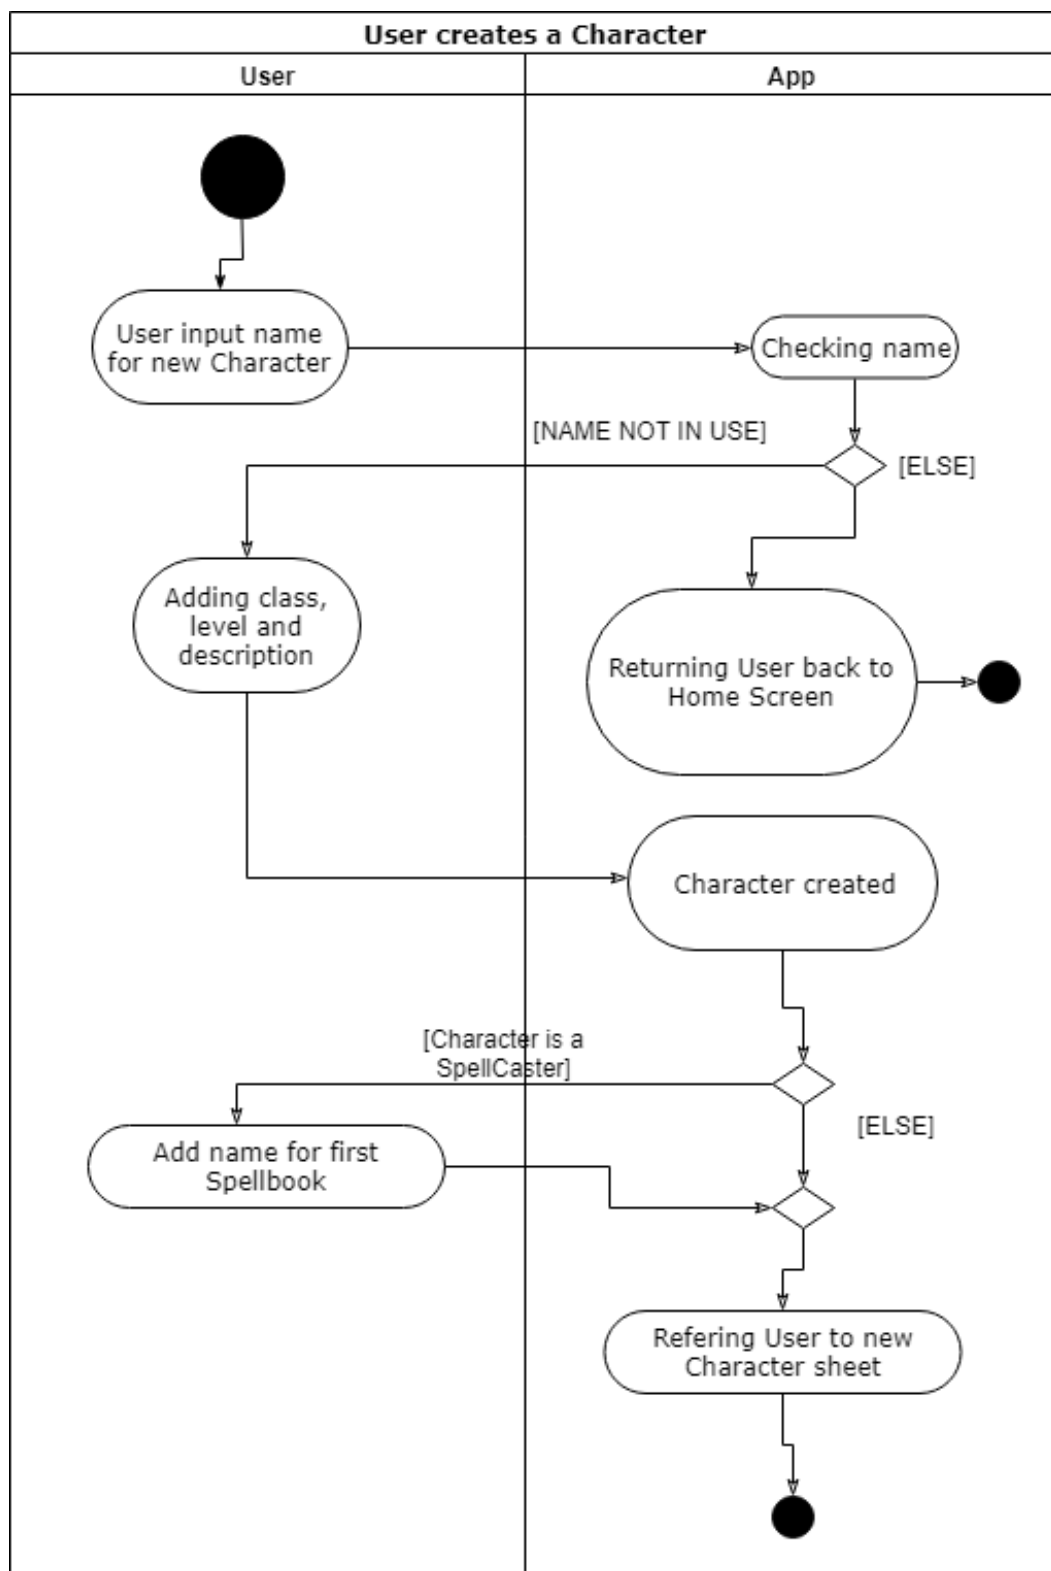 User creates a Character
User
App
User input name
for new Character
Checking name
[NAME NOT IN USE]
[ELSE]
Adding class,
level and
description
Returning User back to
Home Screen
Character created
[Character is a
SpellCaster]
[ELSE]
Add name for first
Spellbook
Refering User to new
Character sheet